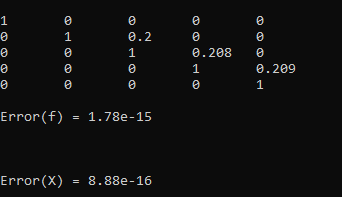 1 0 0 0 0
0 1 0.2 0 0
0 0 1 0.208 0
0 0 0 1 0.209
0 0 0 0 1
Error(f) = 1.78e-15
Error(X) = 8.88e-16